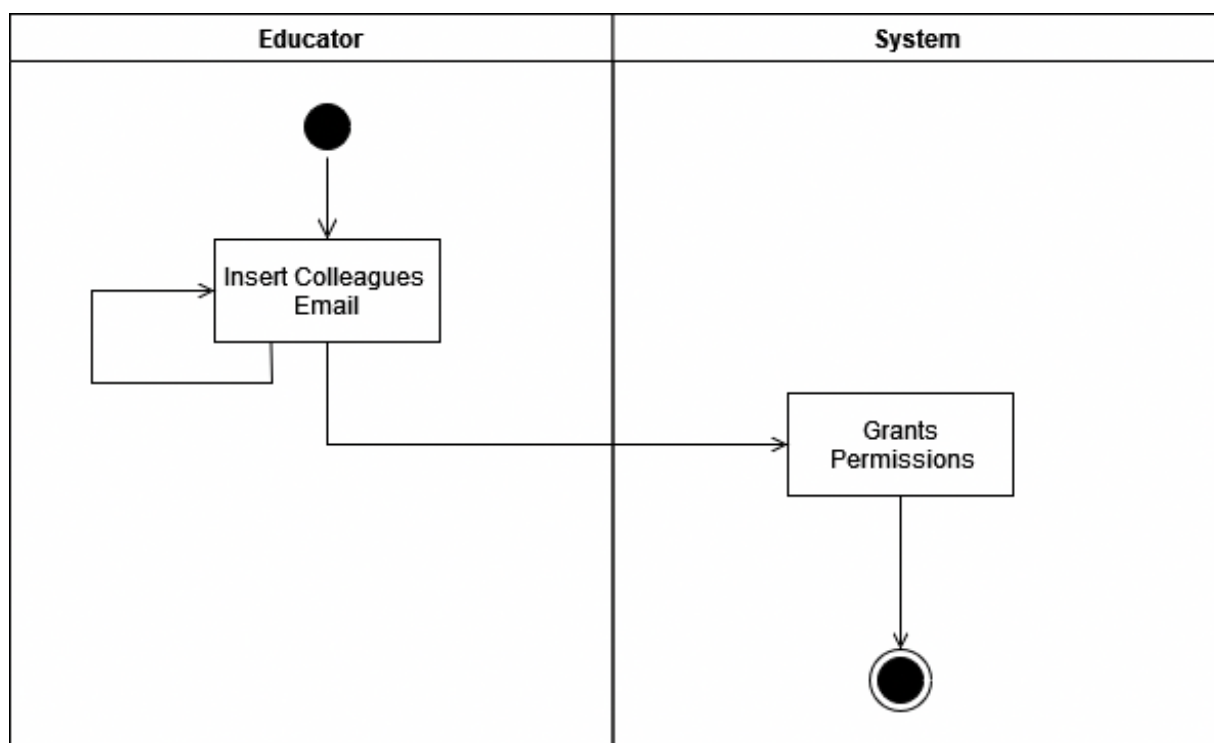 Educator
System
Insert Colleagues
Email
Grants
Permissions